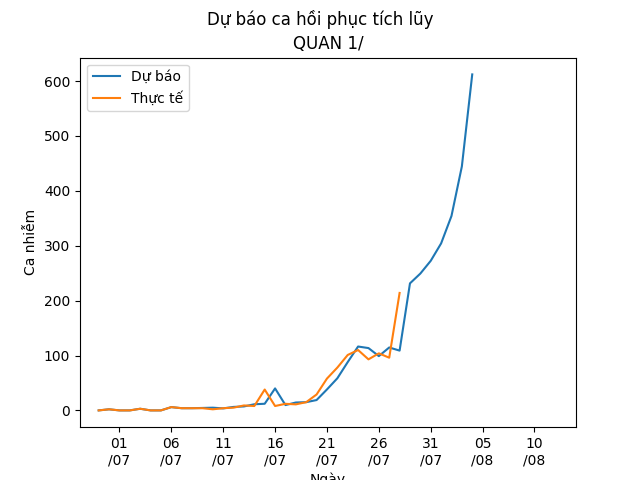 Dự báo ca hồi phục tích lũy
QUAN 1/
Dự báo
Thực tế
Ca nhiễm
600
500
400
300
200
100
0
01 06 11 16 21 26 31 05 10
/07 /07 /07 /07 /07 /07 /07 /08 /08
Ngày